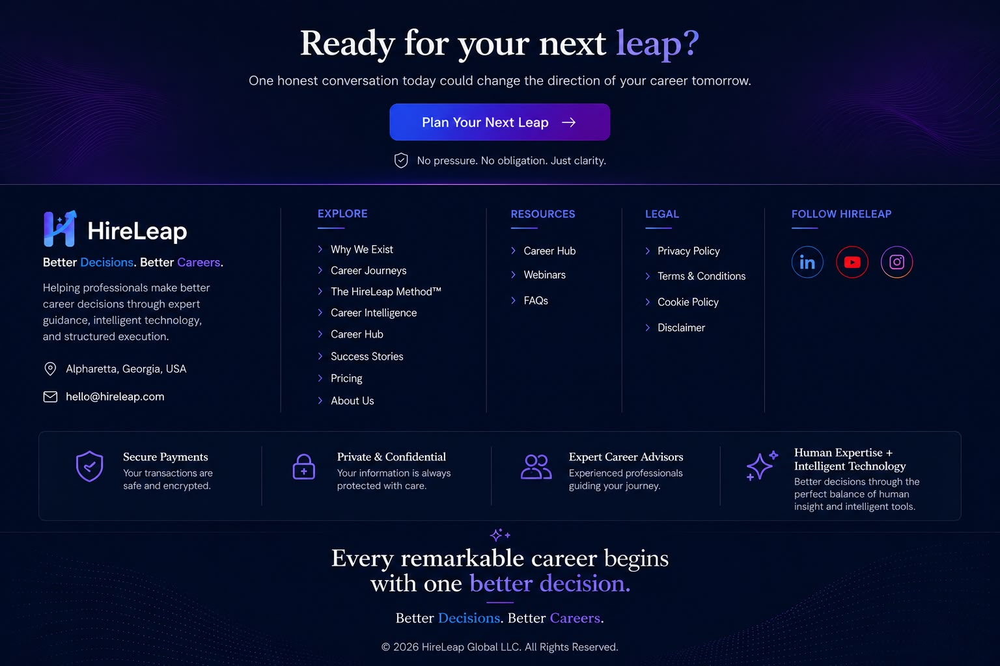 Ready for your next leap?
One honest conversation today could change the direction of your career tomorrow.
Plan Your Next Leap
No pressure. No obligation. Just clarity.
HireLeap
Better Decisions. Better Careers.
Helping professionals make better
career decisions through expert
guidance, intelligent technology,
and structured execution.
Alpharetta, Georgia, USA
hello@hireleap.com
EXPLORE
Why We Exist
Career Journeys
The HireLeap Method™
Career Intelligence
Career Hub
Success Stories
Pricing
About Us
RESOURCES
Career Hub
Webinars
FAQs
LEGAL
Privacy Policy
Terms & Conditions
Cookie Policy
Disclaimer
FOLLOW HIRELEAP
in
Secure Payments
Your transactions are
safe and encrypted.
Private & Confidential
Your information is always
protected with care.
Expert Career Advisors
Experienced professionals
guiding your journey.
Human Expertise +
Intelligent Technology
Better decisions through the
perfect balance of human
insight and intelligent tools.
Every remarkable career begins
with one better decision.
Better Decisions. Better Careers.
© 2026 HireLeap Global LLC. All Rights Reserved.